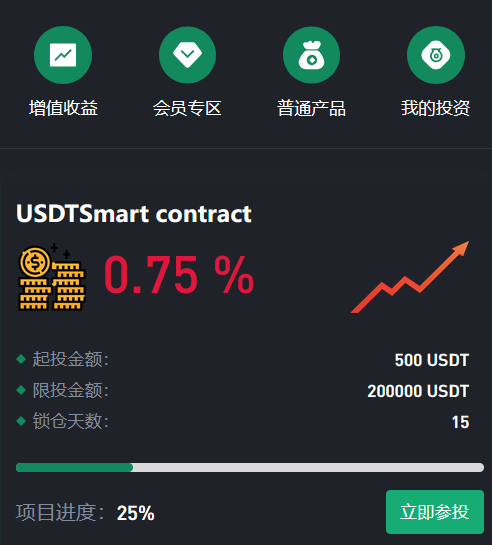 增值收益 会员专区 普通产品 我的投资
USDTSmart contract
0.75 %
起投金额: 500 USDT
限投金额: 200000 USDT
锁仓天数: 15
项目进度: 25% 立即参投